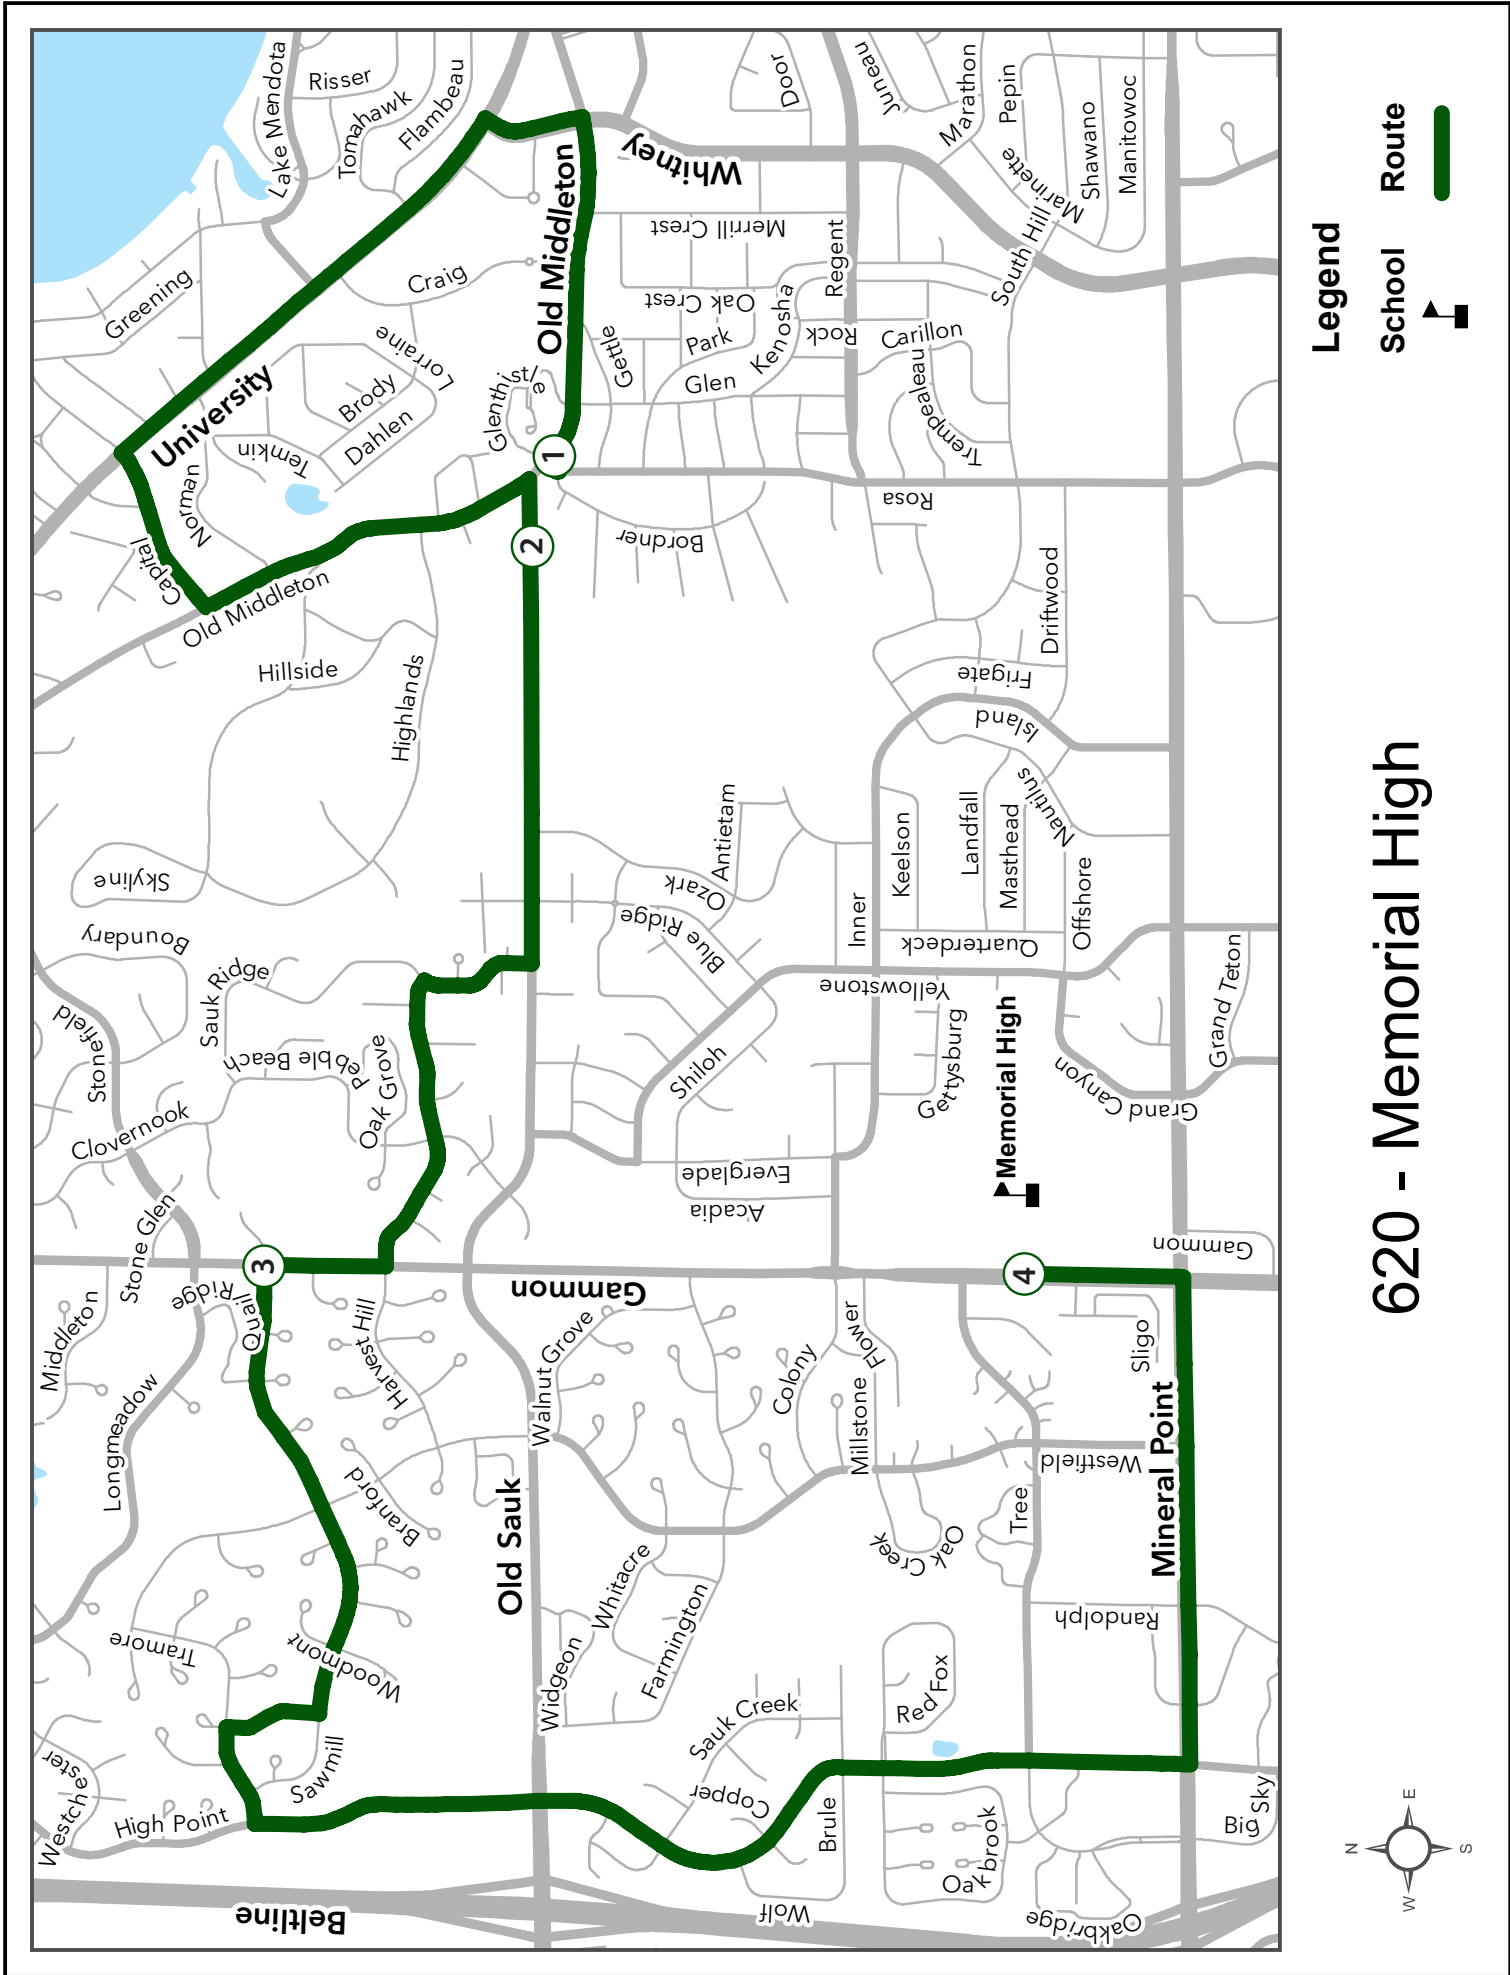 Lake Mendota
Risser
Tomahawk
Flambeau
Door
Juneau
Marathon
Pepin
Shawano
Manitowoc
Marinette
Whitney
Old Middleton
Merrill Crest
Oak Crest
Regent
South Hill
Greening
Craig
Lorraine
Brody
Dahlen
Temkin
University
Norman
Glenthistle
Gettle
Park
Glen
Kenosha
Rock
Carillon
Trempealeau
Capital
Old Middleton
1
2
Bordner
Rosa
Driftwood
Frigate
Island
Hillside
Highlands
Skyline
Boundary
Antietam
Ozark
Blue Ridge
Inner
Keelson
Landfall
Masthead
Nautilus
Offshore
Quarterdeck
Yellowstone
Stonefield
Sauk Ridge
Pebble Beach
Oak Grove
Clovernook
Shiloh
Gettysburg
Memorial High
Grand Canyon
Grand Teton
Everglade
Acadia
Stone Glen
3
4
Gammon
Gammon
Middleton
Quail Ridge
Harvest Hill
Longmeadow
Walnut Grove
Colony
Flower
Millstone
Sligo
Mineral Point
Westfield
Branford
Old Sauk
Oak Creek
Tree
Whitacre
Farmington
Widgeon
Randolph
Tramore
Woodmont
Sawmill
Sauk Creek
Copper
Red Fox
Brule
Westchester
High Point
Oakbrook
Big Sky
Beltline
Wolf
Oakbridge
Legend
School
Route
620 - Memorial High
N
E
S
W